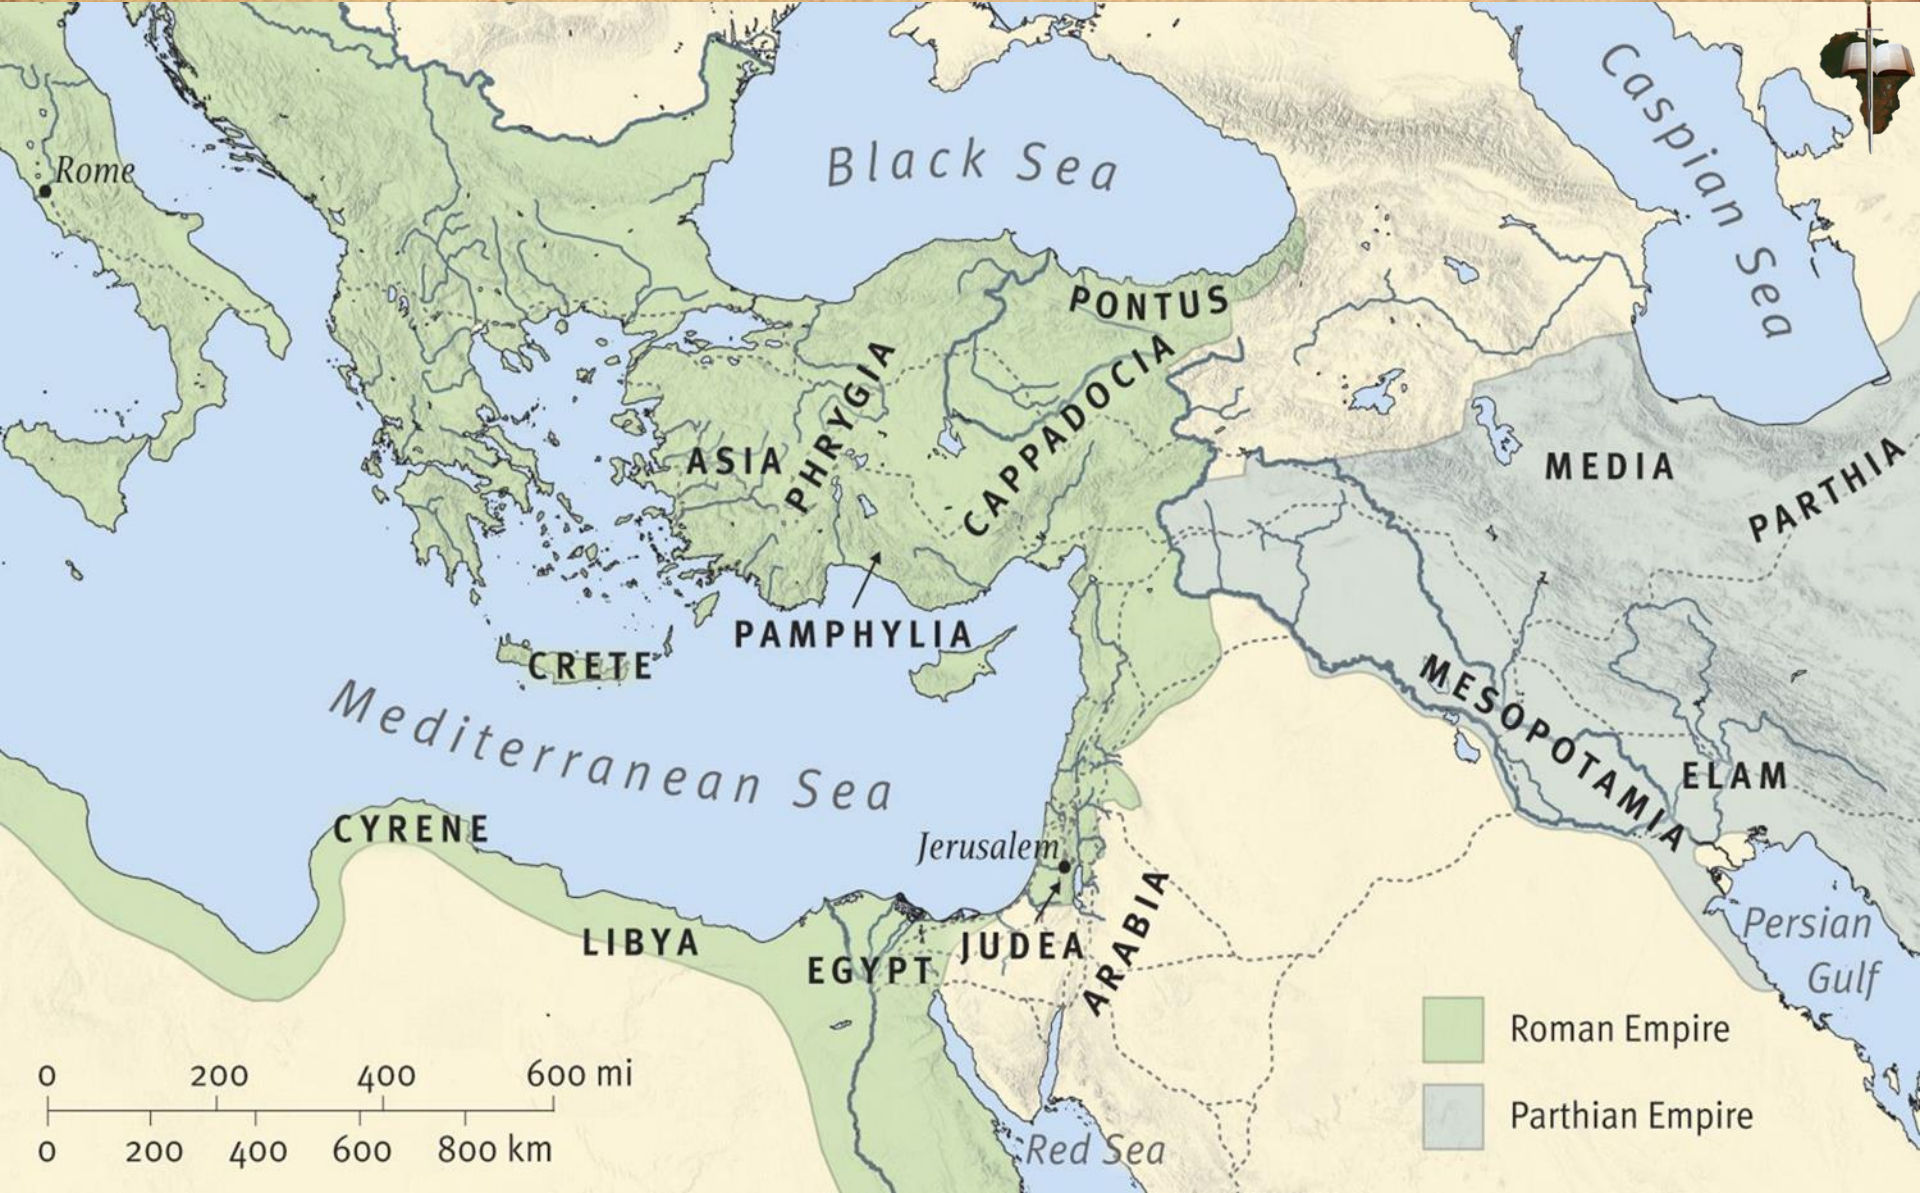 Rome
Black Sea
Caspian Sea
PONTUS
PHRYGIA
CAPPADOCIA
ASIA
MEDIA
PARTHIA
PAMPHYLIA
CRETE
Mediterranean Sea
MESOPOTAMIA
ELAM
CYRENE
Jerusalem
LIBYA
EGYPT
JUDEA
ARABIA
Persian
Gulf
Red Sea
0 200 400 600 mi
0 200 400 600 800 km
Roman Empire
Parthian Empire